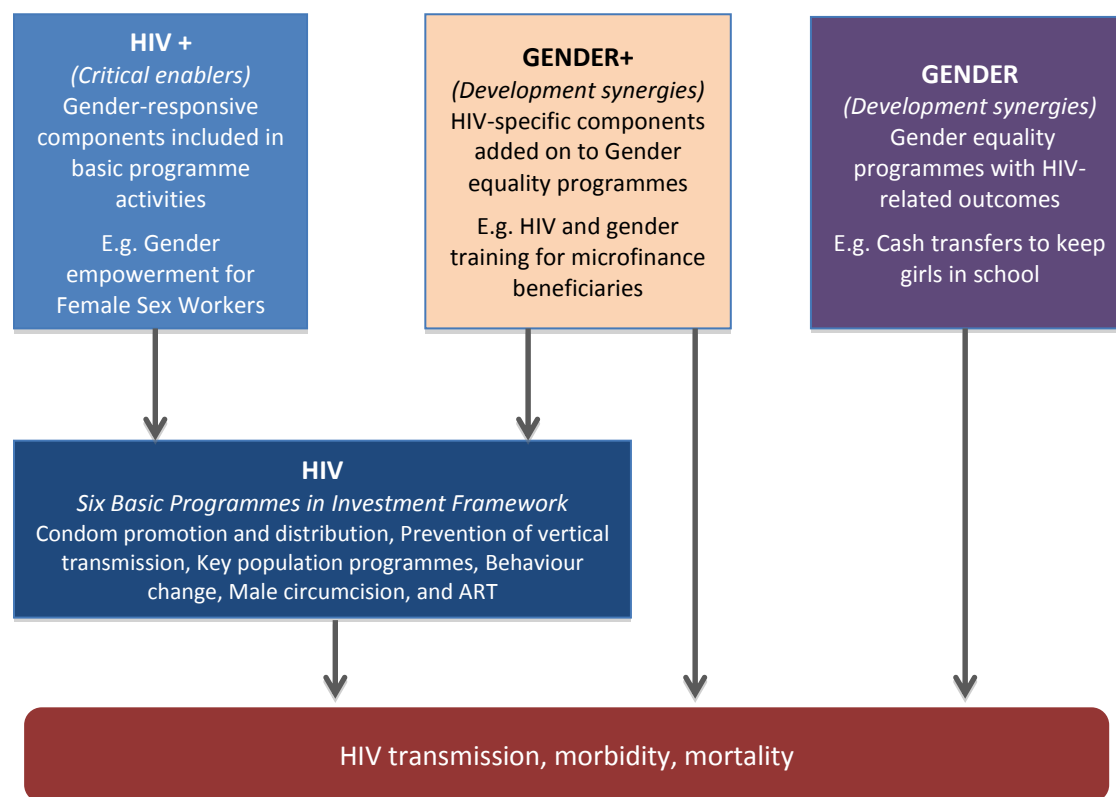 HIV +
(Critical enablers)
Gender-responsive
components included in
basic programme
activities
E.g. Gender
empowerment for
Female Sex Workers
GENDER+
(Development synergies)
HIV-specific components
added on to Gender
equality programmes
E.g. HIV and gender
training for microfinance
beneficiaries
GENDER
(Development synergies)
Gender equality
programmes with HIV-
related outcomes
E.g. Cash transfers to keep
girls in school
HIV
Six Basic Programmes in Investment Framework
Condom promotion and distribution, Prevention of vertical
transmission, Key population programmes, Behaviour
change, Male circumcision, and ART
HIV transmission, morbidity, mortality